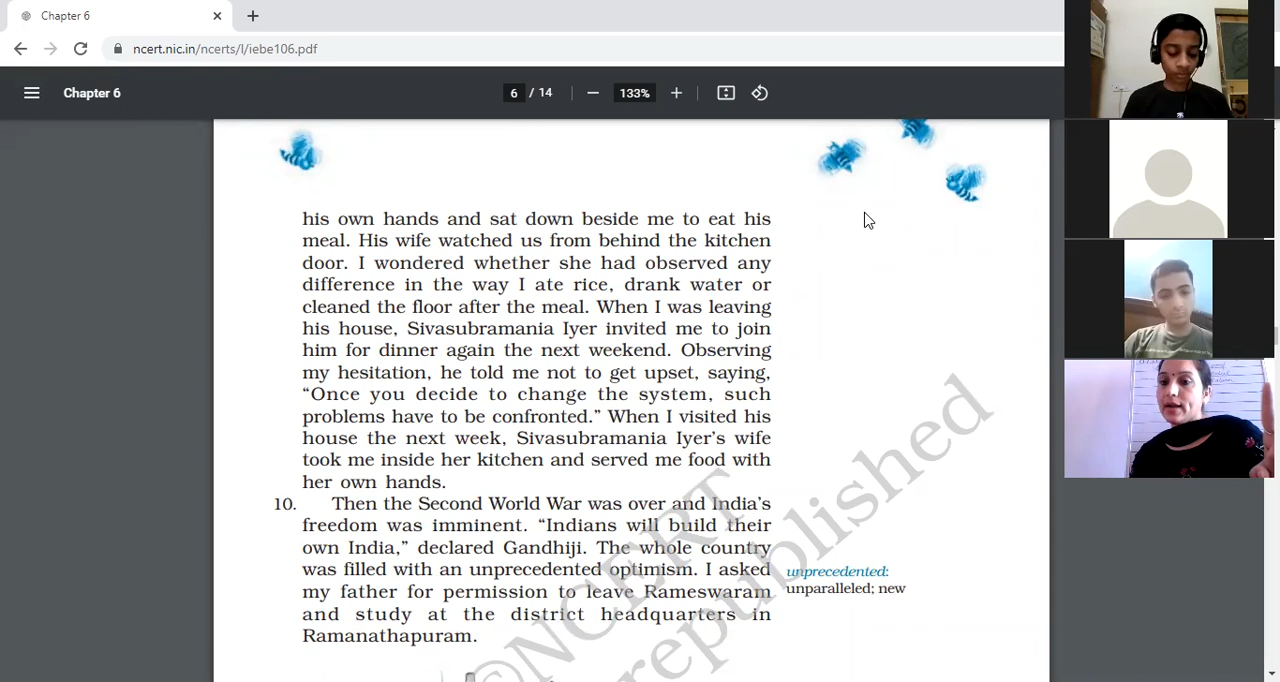 Chapter 6
ncert.nic.in/ncerts/l/iebe106.pdf
Chapter 6
6 / 14
133%
his own hands and sat down beside me to eat his
meal. His wife watched us from behind the kitchen
door. I wondered whether she had observed any
difference in the way I ate rice, drank water or
cleaned the floor after the meal. When I was leaving
his house, Sivasubramania Iyer invited me to join
him for dinner again the next weekend. Observing
my hesitation, he told me not to get upset, saying,
“Once you decide to change the system, such
problems have to be confronted.” When I visited his
house the next week, Sivasubramania Iyer’s wife
took me inside her kitchen and served me food with
her own hands.
10. Then the Second World War was over and India’s
freedom was imminent. “Indians will build their
own India,” declared Gandhiji. The whole country
was filled with an unprecedented optimism. I asked
my father for permission to leave Rameswaram
and study at the district headquarters in
Ramanathapuram.
unprecedented:
unparalleled; new
©NCERT
republished